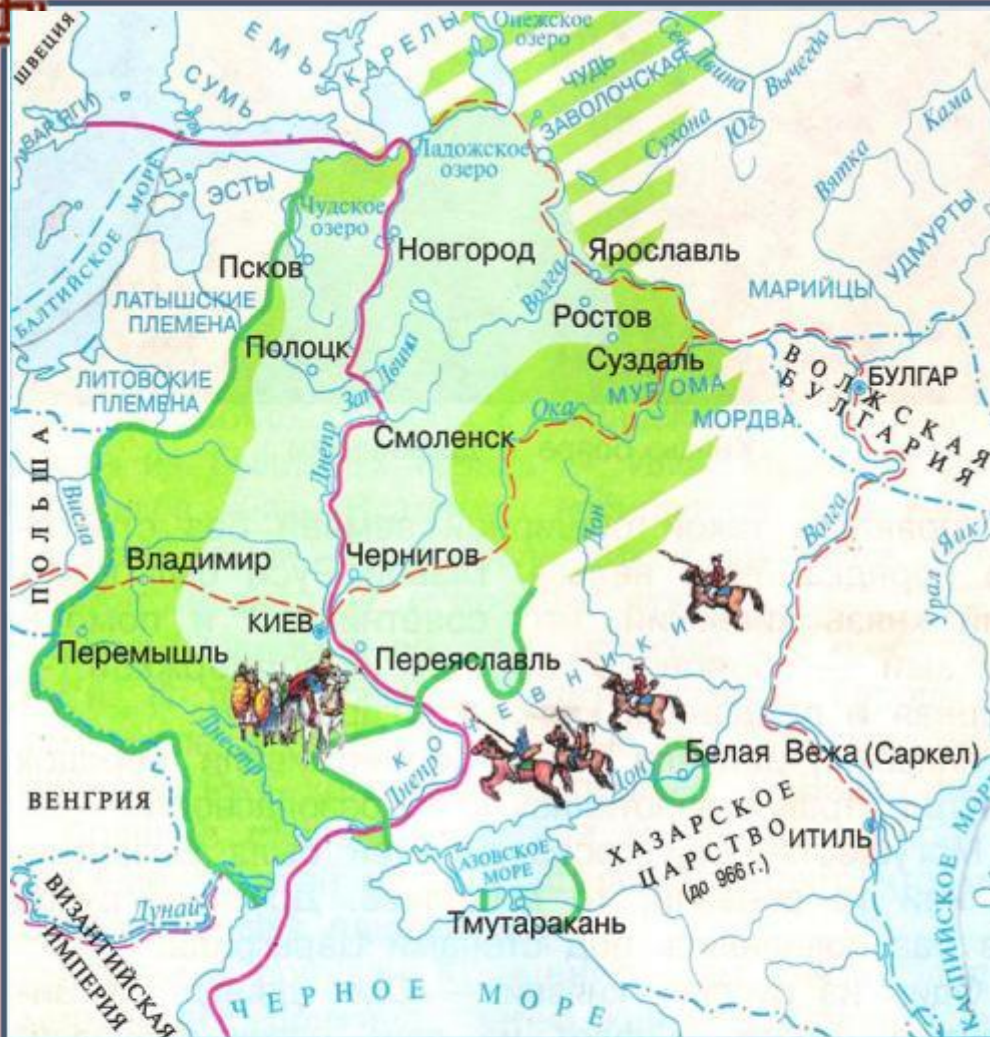 ШВЕЦИЯ
ЕМЬ
КАРЕЛЫ
Онежское
озеро
СУМЬ
ЧУДЬ
ЗАВОЛОЧСКАЯ
Сев. Двина
Вычегда
Сухона
Юг
Кама
Вятка
ВАРЯГИ
Ладожское
озеро
ЭСТЫ
Чудское
озеро
БАЛТИЙСКОЕ МОРЕ
Новгород
Псков
Ярославль
Волга
УДМУРТЫ
МАРИЙЦЫ
ЛАТЫШСКИЕ
ПЛЕМЕНА
Ростов
Полоцк
Суздаль
Зап. Двина
ЛИТОВСКИЕ
ПЛЕМЕНА
МУРОМА
МОРДВА
ВОЛЖСКАЯ
БУЛГАРИЯ
БУЛГАР
Ока
Смоленск
Днепр
ПОЛЬША
Висла
Дон
Волга
Урал (Яик)
Владимир
Чернигов
КИЕВ
Перемышль
Переяславль
Днестр
Днепр
Дон
Белая Вежа (Саркел)
ВЕНГРИЯ
ХАЗАРСКОЕ
ЦАРСТВО
(до 966 г.)
ИТИЛЬ
АЗОВСКОЕ
МОРЕ
Тмутаракань
Дунай
ВИЗАНТИЙСКАЯ
ИМПЕРИЯ
ЧЕРНОЕ МОРЕ
КАСПИЙСКОЕ МОРЕ